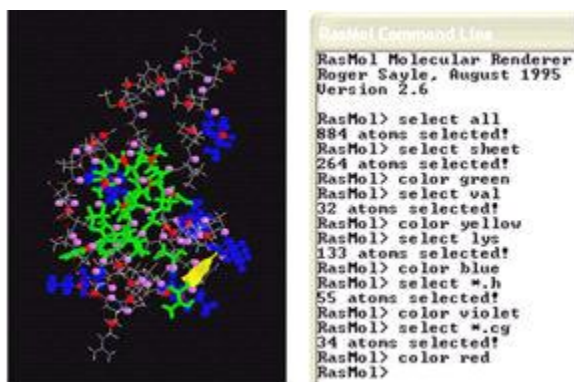 RasMol Command Line
RasMol Molecular Renderer
Roger Sayle, August 1995
Version 2.6
RasMol> select all
884 atoms selected!
RasMol> select sheet
264 atoms selected!
RasMol> color green
RasMol> select val
32 atoms selected!
RasMol> color yellow
RasMol> select lys
133 atoms selected!
RasMol> color blue
RasMol> select *.h
55 atoms selected!
RasMol> color violet
RasMol> select *.cg
34 atoms selected!
RasMol> color red
RasMol>